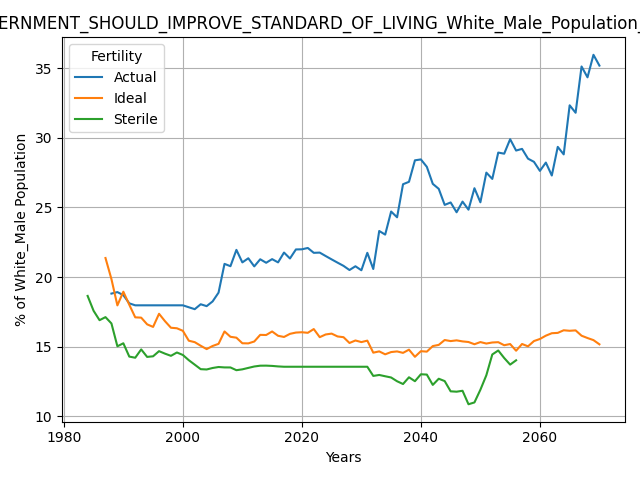 ERNMENT_SHOULD_IMPROVE_STANDARD_OF_LIVING_White_Male_Population_
Fertility
Actual
Ideal
Sterile
% of White_Male Population
35
30
25
20
15
10
1980
2000
2020
2040
2060
Years